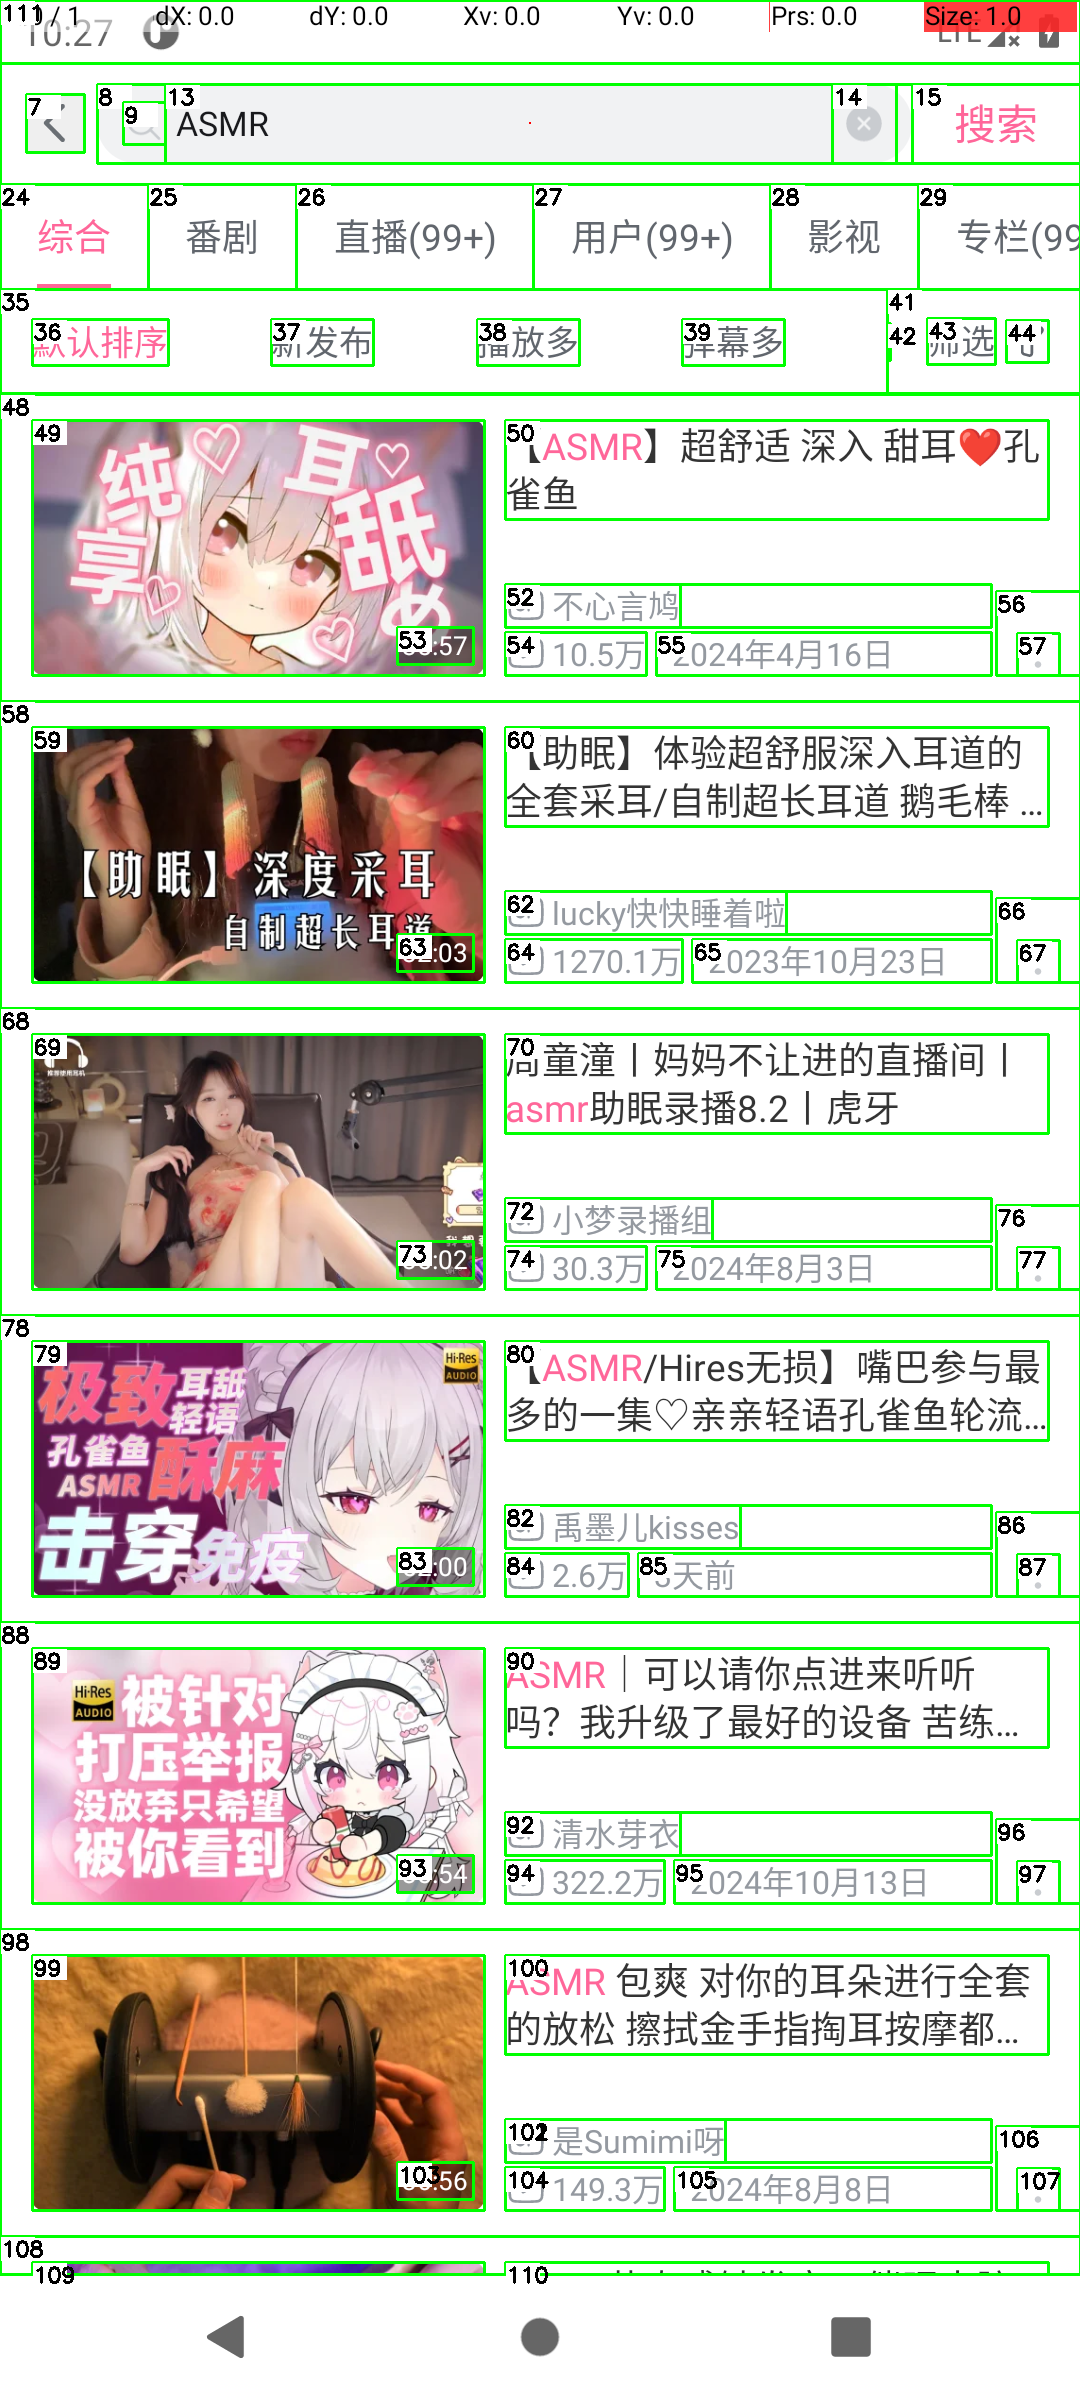 111 0 / 1 dX: 0.0 dY: 0.0 Xv: 0.0 Yv: 0.0 Prs: 0.0 Size: 1.0
10:27 LTE
7 8 9 13 ASMR 14 15 搜索
24 综合 25 番剧 26 直播(99+) 27 用户(99+) 28 影视 29 专栏(99
35 36 默认排序 37 新发布 38 播放多 39 弹幕多 41 42 43 筛选 44
48 49 纯享 耳舐め 53 :57
50 【ASMR】超舒适 深入 甜耳❤️孔
雀鱼
52 不心言鸠 56
54 10.5万 55 2024年4月16日 57
58 59 【助眠】 深度采耳
自制超长耳道
63 :03
60 【助眠】体验超舒服深入耳道的
全套采耳/自制超长耳道 鹅毛棒 ...
62 lucky快快睡着啦 66
64 1270.1万 65 2023年10月23日 67
68 69 73 :02
70 周童潼丨妈妈不让进的直播间丨
asmr助眠录播8.2丨虎牙
72 小梦录播组 76
74 30.3万 75 2024年8月3日 77
78 79 极致 耳舐 Hi-Res AUDIO
轻语
孔雀鱼
ASMR 酥麻
击穿免疫
83 :00
80 【ASMR/Hires无损】嘴巴参与最
多的一集♡亲亲轻语孔雀鱼轮流...
82 禹墨儿kisses 86
84 2.6万 85 天前 87
88 89 Hi-Res AUDIO 被针对
打压举报
没放弃只希望
被你看到
93 :54
90 ASMR｜可以请你点进来听听
吗？我升级了最好的设备 苦练...
92 清水芽衣 96
94 322.2万 95 2024年10月13日 97
98 99 103 :56
100 ASMR 包爽 对你的耳朵进行全套
的放松 擦拭金手指掏耳按摩都...
102 是Sumimi呀 106
104 149.3万 105 2024年8月8日 107
108
109 110